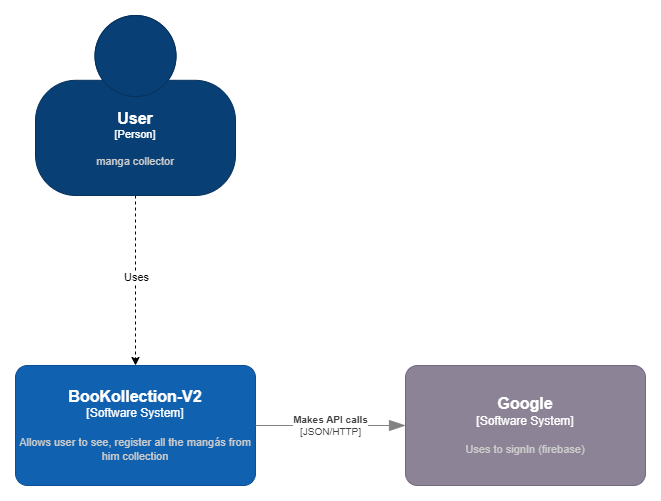 User
[Person]
manga collector
Uses
BooKollection-V2
[Software System]
Allows user to see, register all the mangás from
him collection
Makes API calls
[JSON/HTTP]
Google
[Software System]
Uses to signIn (firebase)